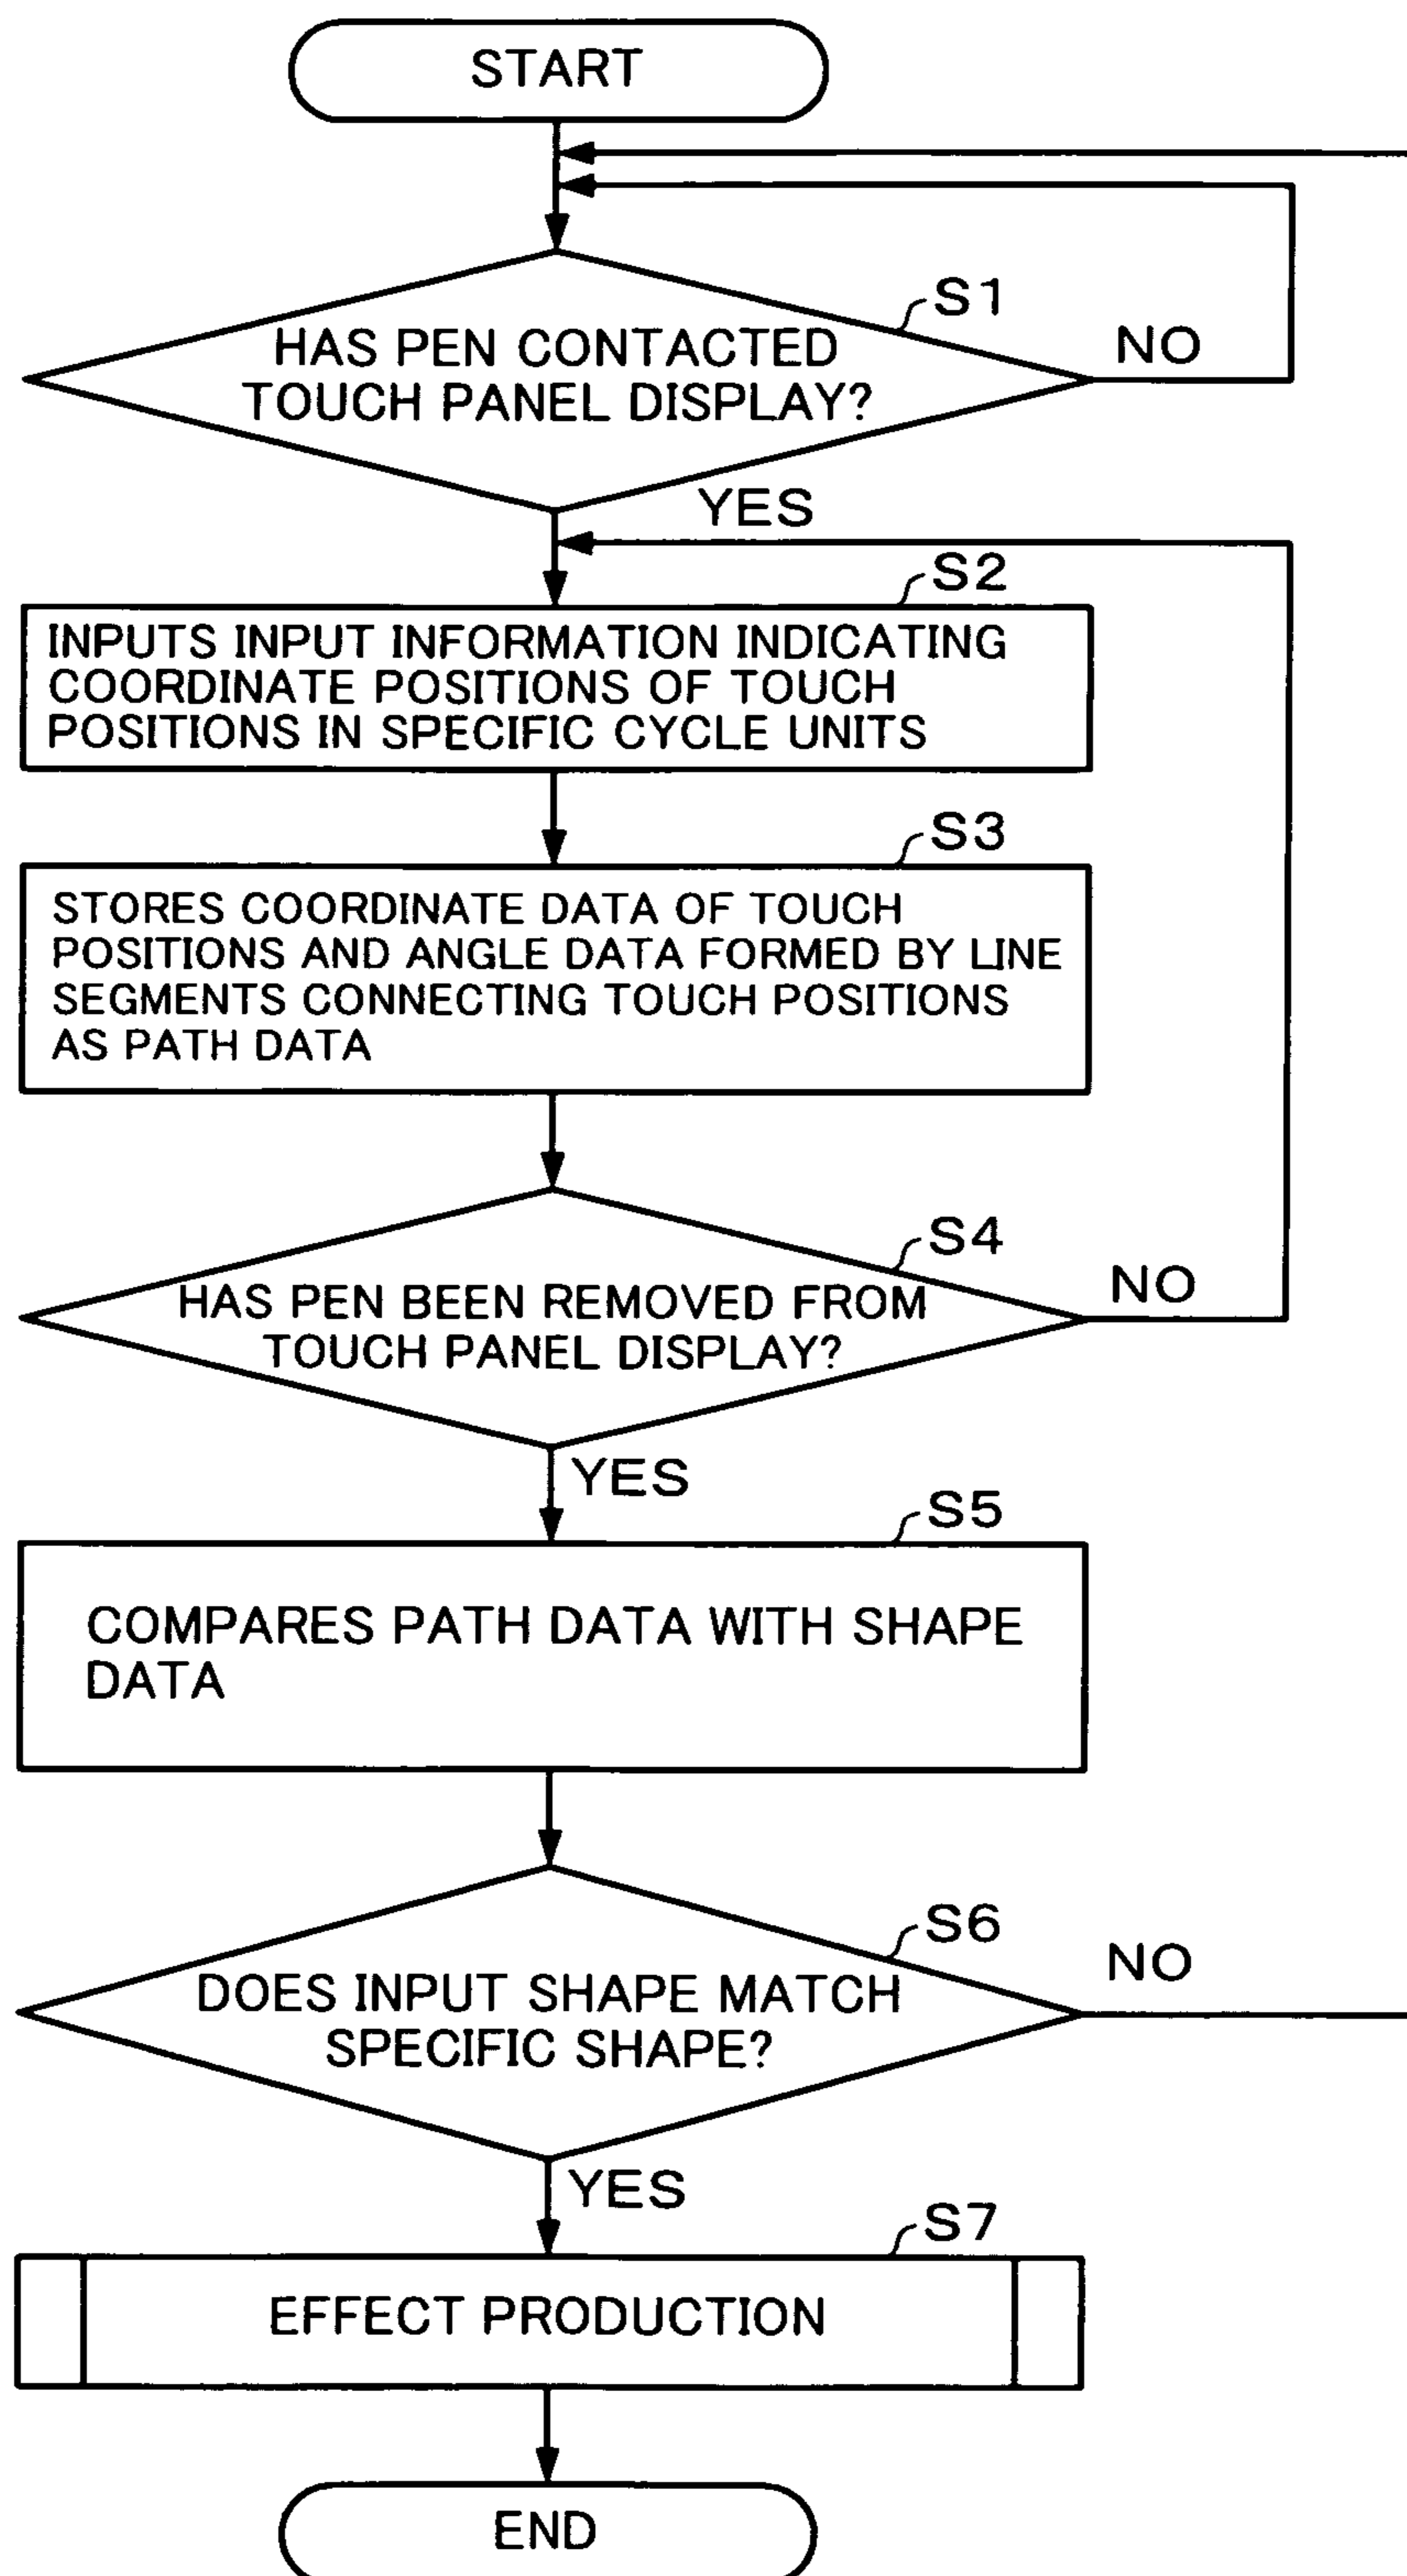 START
S1
HAS PEN CONTACTED
TOUCH PANEL DISPLAY?
NO
YES
S2
INPUTS INPUT INFORMATION INDICATING
COORDINATE POSITIONS OF TOUCH
POSITIONS IN SPECIFIC CYCLE UNITS
S3
STORES COORDINATE DATA OF TOUCH
POSITIONS AND ANGLE DATA FORMED BY LINE
SEGMENTS CONNECTING TOUCH POSITIONS
AS PATH DATA
S4
HAS PEN BEEN REMOVED FROM
TOUCH PANEL DISPLAY?
NO
YES
S5
COMPARES PATH DATA WITH SHAPE
DATA
S6
DOES INPUT SHAPE MATCH
SPECIFIC SHAPE?
NO
YES
S7
EFFECT PRODUCTION
END